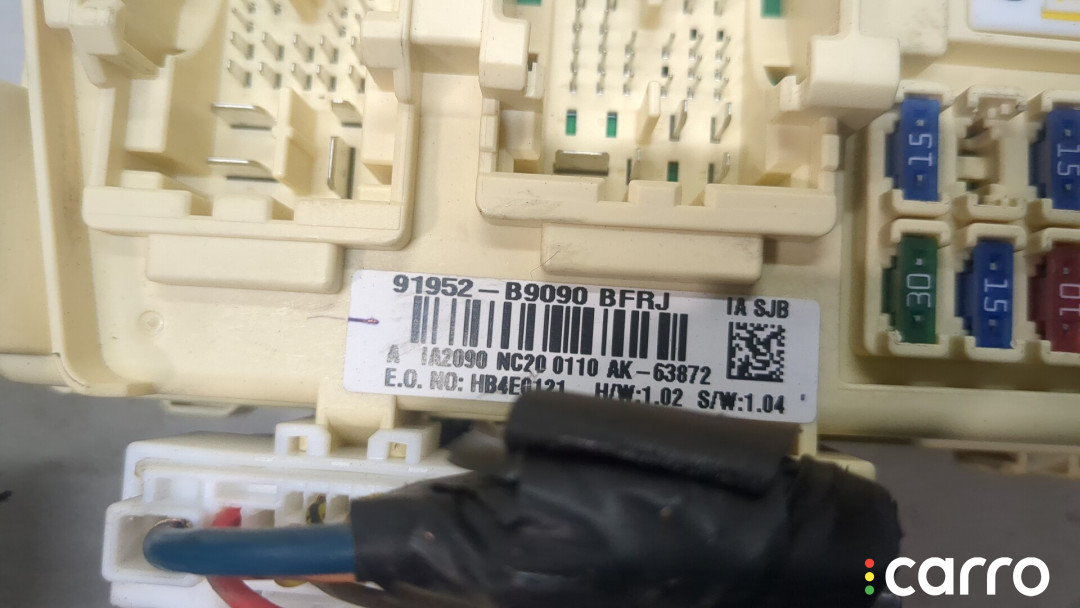 15
15
30
15
10
91952-B9090 BFRJ
IA SJB
A IA2090 NC20 0110 AK-63872
E.O. NO: HB4EG121 H/W:1.02 S/W:1.04
carro